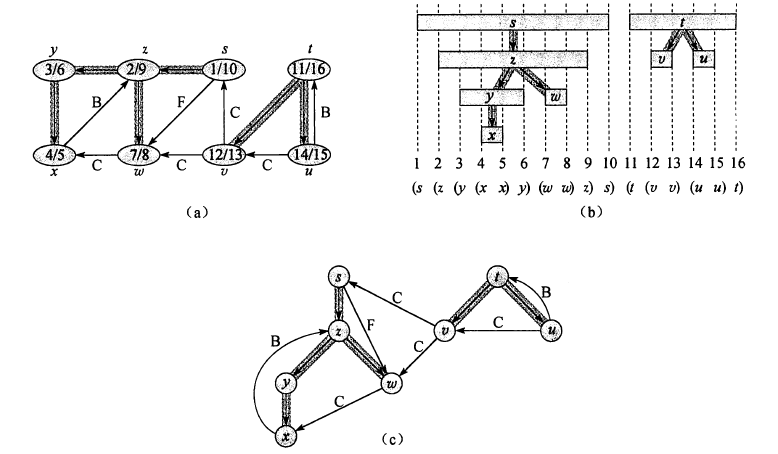 y z s t
3/6 2/9 1/10 11/16
B F C B
4/5 7/8 12/13 14/15
x C w C v C u
(a)
s t
z v u
y w
x
1 2 3 4 5 6 7 8 9 10 11 12 13 14 15 16
(s (z (y (x x) y) (w w) z) s) (t (v v) (u u) t)
(b)
s t
C B
B z F v C u
C
y w
C
x
(c)